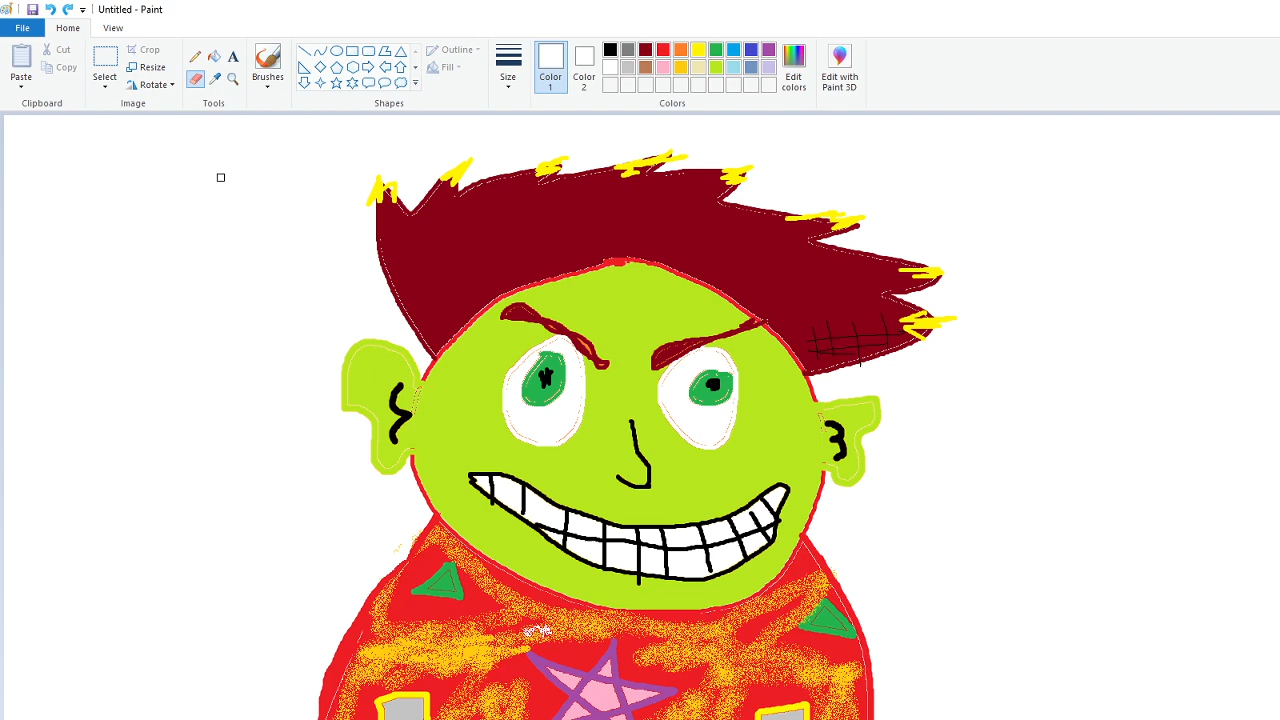 Untitled - Paint
File Home View
Paste
Cut
Copy
Clipboard
Select
Crop
Resize
Rotate
Image
Tools
Brushes
Shapes
Outline
Fill
Size
Color
1
Color
2
Edit
colors
Colors
Edit with
Paint 3D